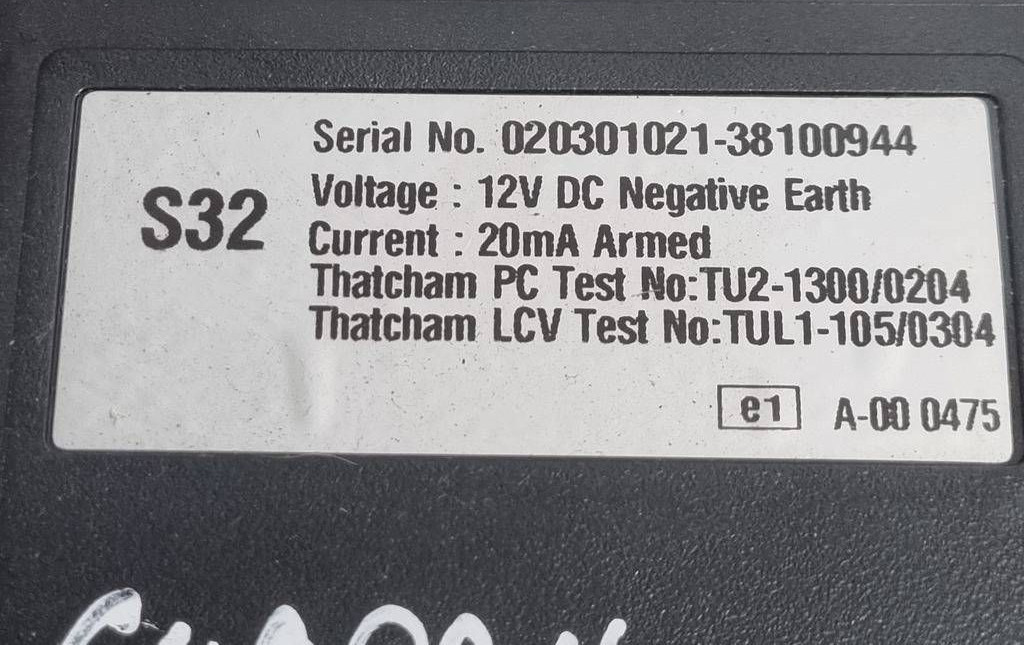 Serial No. 020301021-38100944
S32
Voltage : 12V DC Negative Earth
Current : 20mA Armed
Thatcham PC Test No:TU2-1300/0204
Thatcham LCV Test No:TUL1-105/0304
e1 A-00 0475